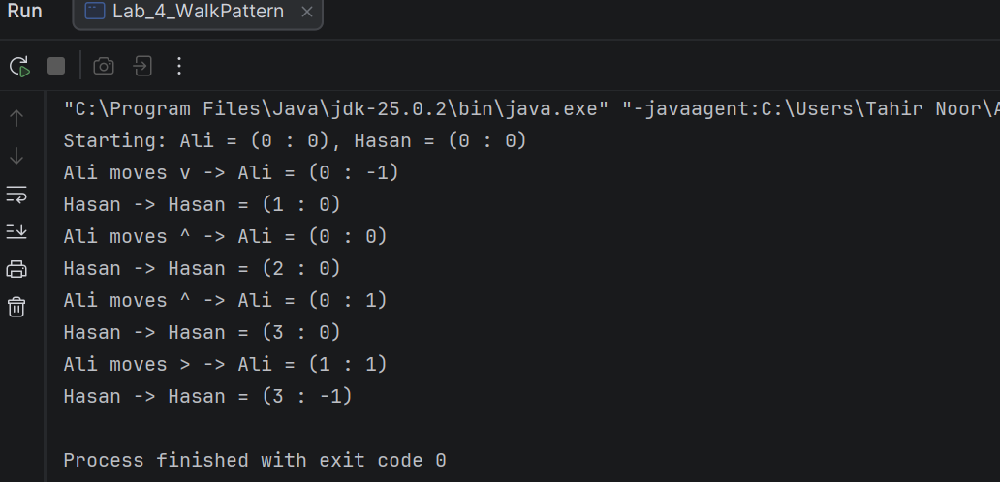 Run Lab_4_WalkPattern
"C:\Program Files\Java\jdk-25.0.2\bin\java.exe" "-javaagent:C:\Users\Tahir Noor\A
Starting: Ali = (0 : 0), Hasan = (0 : 0)
Ali moves v -> Ali = (0 : -1)
Hasan -> Hasan = (1 : 0)
Ali moves ^ -> Ali = (0 : 0)
Hasan -> Hasan = (2 : 0)
Ali moves ^ -> Ali = (0 : 1)
Hasan -> Hasan = (3 : 0)
Ali moves > -> Ali = (1 : 1)
Hasan -> Hasan = (3 : -1)
Process finished with exit code 0